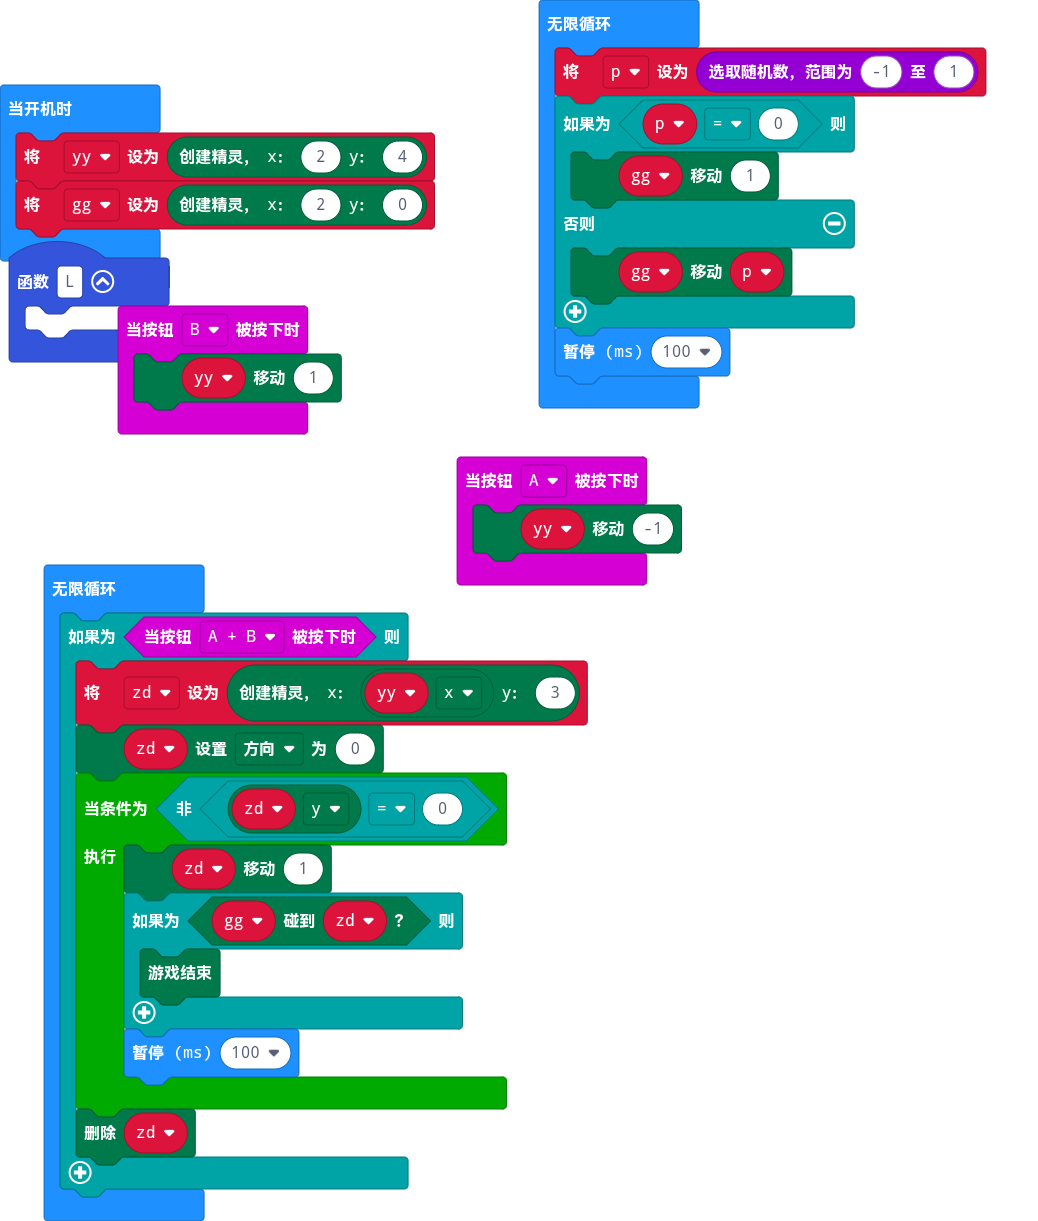 当开机时
将 yy 设为 创建精灵， x: 2 y: 4
将 gg 设为 创建精灵， x: 2 y: 0
函数 L
当按钮 B 被按下时
yy 移动 1
无限循环
将 p 设为 选取随机数，范围为 -1 至 1
如果为 p = 0 则
gg 移动 1
否则
gg 移动 p
暂停 (ms) 100
当按钮 A 被按下时
yy 移动 -1
无限循环
如果为 当按钮 A + B 被按下时 则
将 zd 设为 创建精灵， x: yy x y: 3
zd 设置 方向 为 0
当条件为 非 zd y = 0
执行
zd 移动 1
如果为 gg 碰到 zd ? 则
游戏结束
暂停 (ms) 100
删除 zd